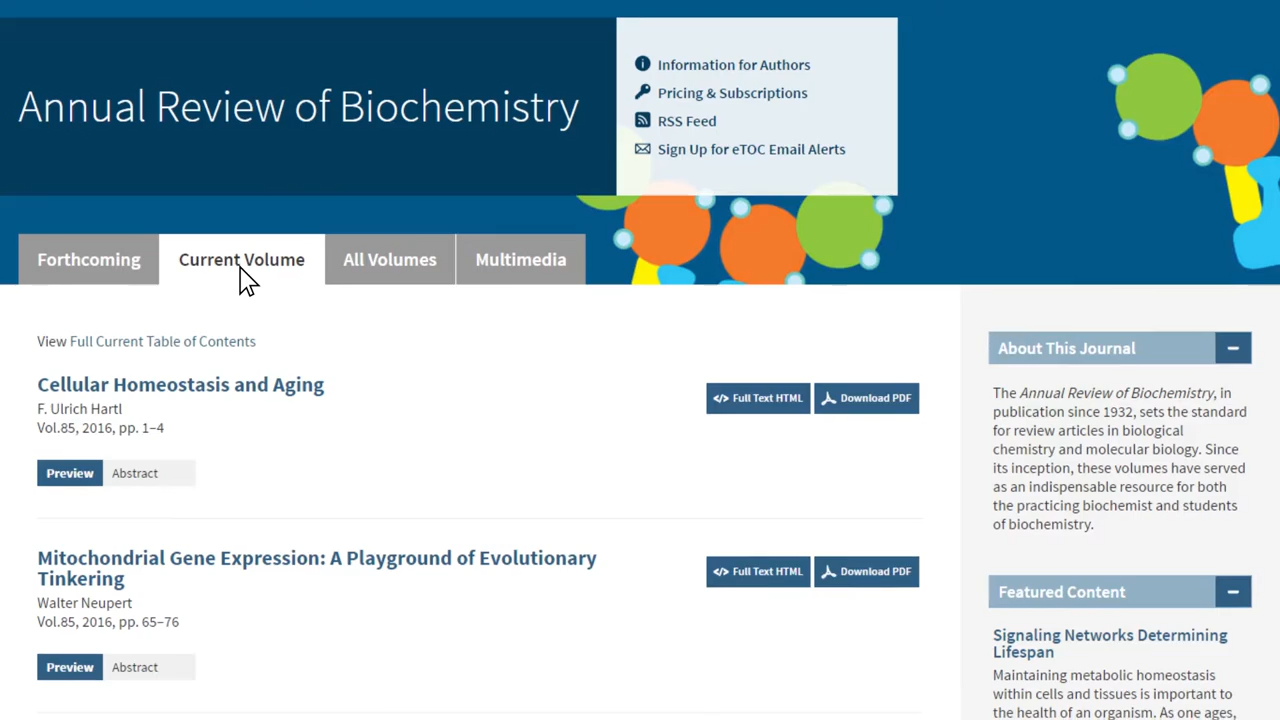 Annual Review of Biochemistry
Information for Authors
Pricing & Subscriptions
RSS Feed
Sign Up for eTOC Email Alerts
Forthcoming
Current Volume
All Volumes
Multimedia
View Full Current Table of Contents
Cellular Homeostasis and Aging
F. Ulrich Hartl
Vol.85, 2016, pp. 1–4
</> Full Text HTML
Download PDF
Preview
Abstract
Mitochondrial Gene Expression: A Playground of Evolutionary
Tinkering
Walter Neupert
Vol.85, 2016, pp. 65–76
</> Full Text HTML
Download PDF
Preview
Abstract
About This Journal
The Annual Review of Biochemistry, in
publication since 1932, sets the standard
for review articles in biological
chemistry and molecular biology. Since
its inception, these volumes have served
as an indispensable resource for both
the practicing biochemist and students
of biochemistry.
Featured Content
Signaling Networks Determining
Lifespan
Maintaining metabolic homeostasis
within cells and tissues is important to
the health of an organism. As one ages,